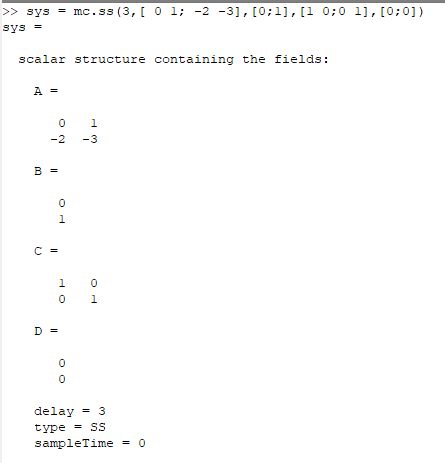 >> sys = mc.ss(3,[ 0 1; -2 -3],[0;1],[1 0;0 1],[0;0])
sys =
scalar structure containing the fields:
A =
0 1
-2 -3
B =
0
1
C =
1 0
0 1
D =
0
0
delay = 3
type = SS
sampleTime = 0